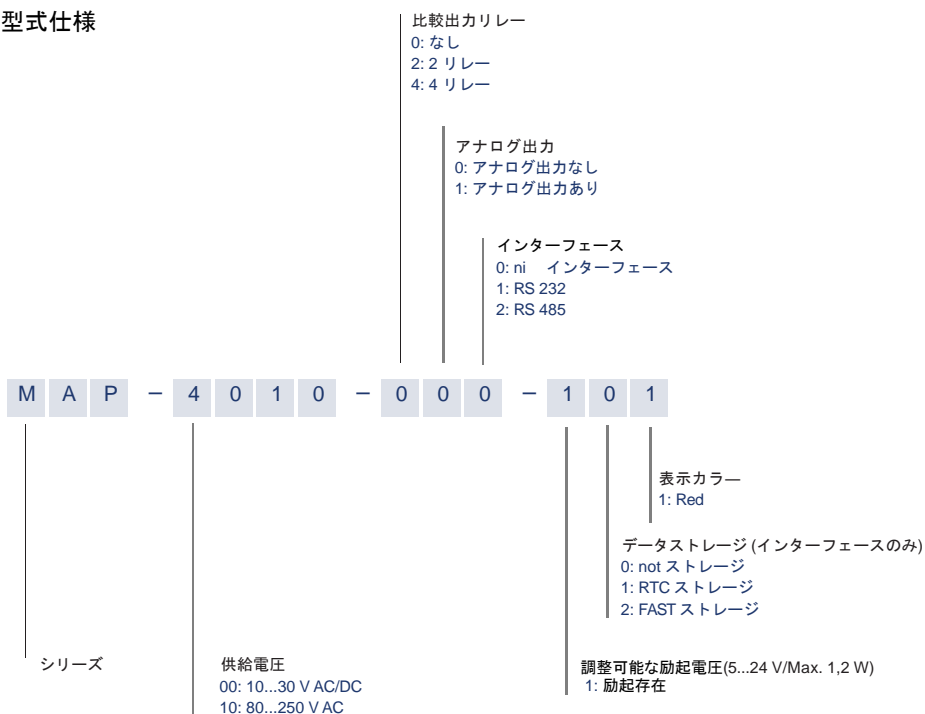 型式仕様
比較出力リレー
0: なし
2: 2 リレー
4: 4 リレー
アナログ出力
0: アナログ出力なし
1: アナログ出力あり
インターフェース
0: ni インターフェース
1: RS 232
2: RS 485
M A P – 4 0 1 0 – 0 0 0 – 1 0 1
表示カラ—
1: Red
データストレージ (インターフェースのみ)
0: not ストレージ
1: RTC ストレージ
2: FAST ストレージ
シリーズ
供給電圧
00: 10...30 V AC/DC
10: 80...250 V AC
調整可能な励起電圧(5...24 V/Max. 1,2 W)
1: 励起存在